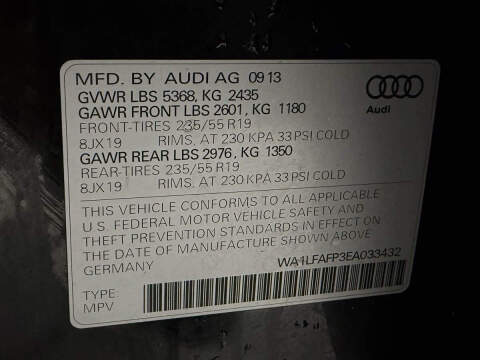 MFD. BY AUDI AG 09 13
GVWR LBS 5368, KG 2435
GAWR FRONT LBS 2601, KG 1180
FRONT-TIRES 235/55 R19
8JX19 RIMS, AT 230 KPA 33 PSI COLD
GAWR REAR LBS 2976, KG 1350
REAR-TIRES 235/55 R19
8JX19 RIMS, AT 230 KPA 33 PSI COLD
Audi
THIS VEHICLE CONFORMS TO ALL APPLICABLE
U.S. FEDERAL MOTOR VEHICLE SAFETY AND
THEFT PREVENTION STANDARDS IN EFFECT ON
THE DATE OF MANUFACTURE SHOWN ABOVE.
WA1LFAFP3EA033432
TYPE:
MPV